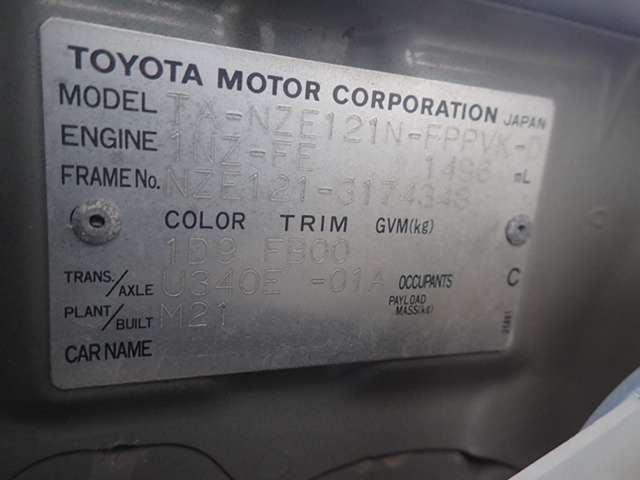 TOYOTA MOTOR CORPORATION JAPAN
MODEL TX-NZE121N-EPPVK-D
ENGINE 1NZ-FE 1496 mL
FRAME No. NZE121-3174343
COLOR TRIM GVM(kg)
1D9 FB00
TRANS./AXLE U340E -01A OCCUPANTS C
PLANT/BUILT M21 PAYLOAD MASS(kg)
CAR NAME